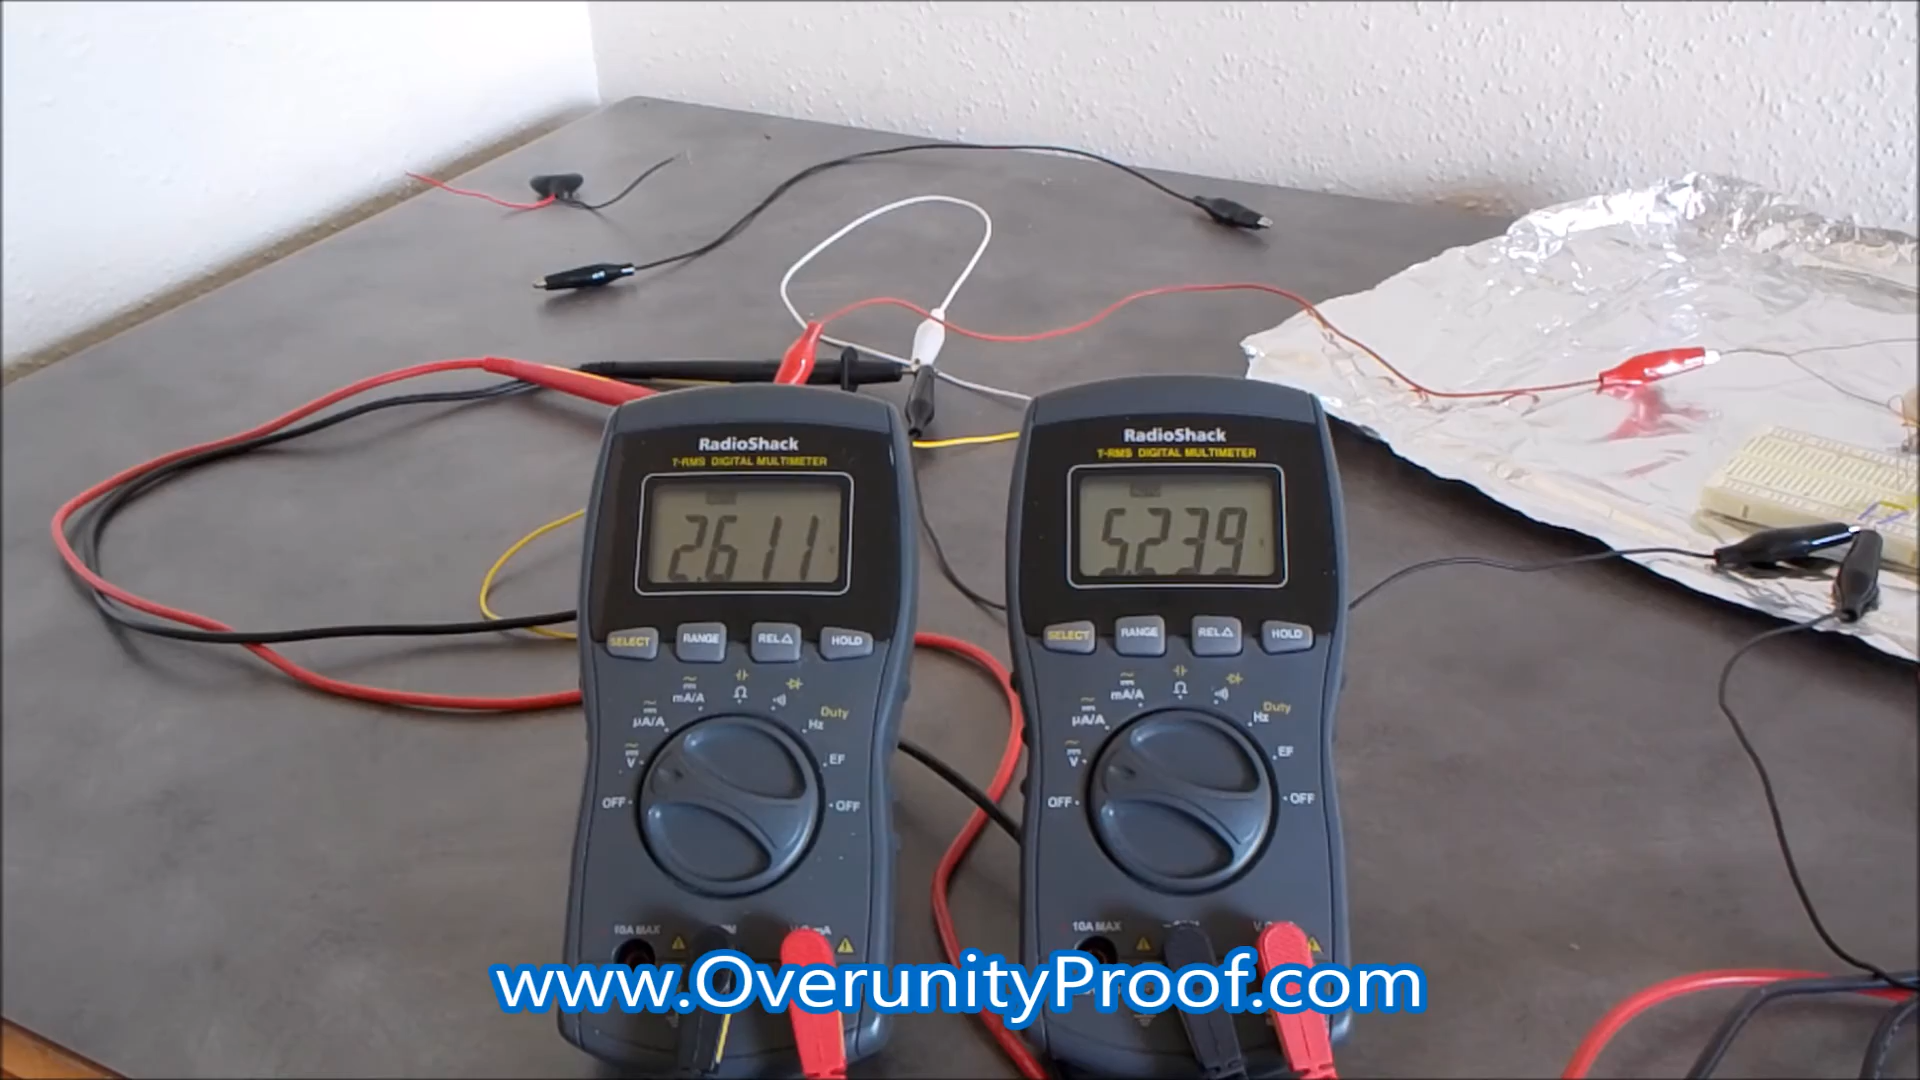 RadioShack
T-RMS DIGITAL MULTIMETER
2.611
SELECT RANGE REL△ HOLD
mA/A Ω
µA/A Duty
Hz
V EF
OFF OFF
10A MAX
RadioShack
T-RMS DIGITAL MULTIMETER
5.239
SELECT RANGE REL△ HOLD
mA/A Ω
µA/A Duty
Hz
V EF
OFF OFF
10A MAX
www.OverunityProof.com